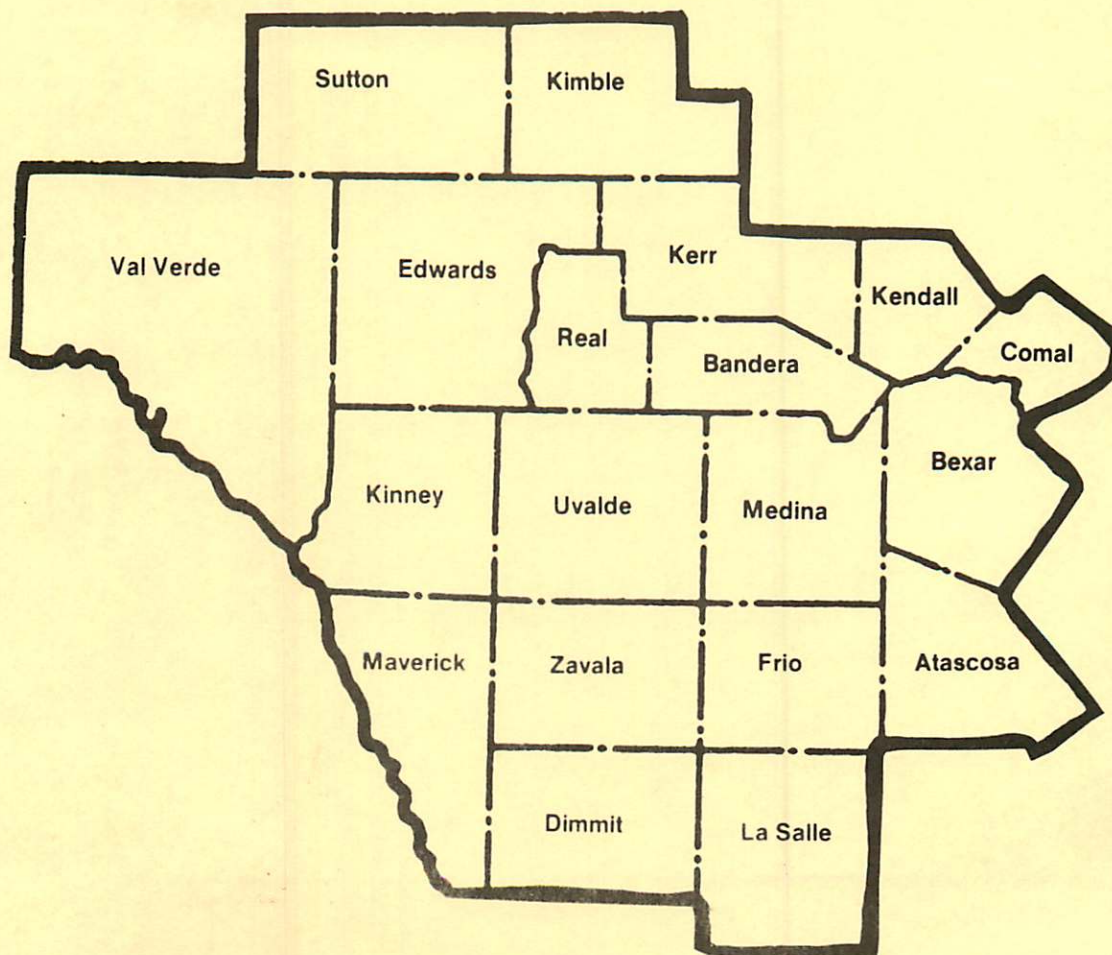 Sutton
Kimble
Val Verde
Edwards
Kerr
Kendall
Real
Bandera
Comal
Kinney
Uvalde
Medina
Bexar
Maverick
Zavala
Frio
Atascosa
Dimmit
La Salle